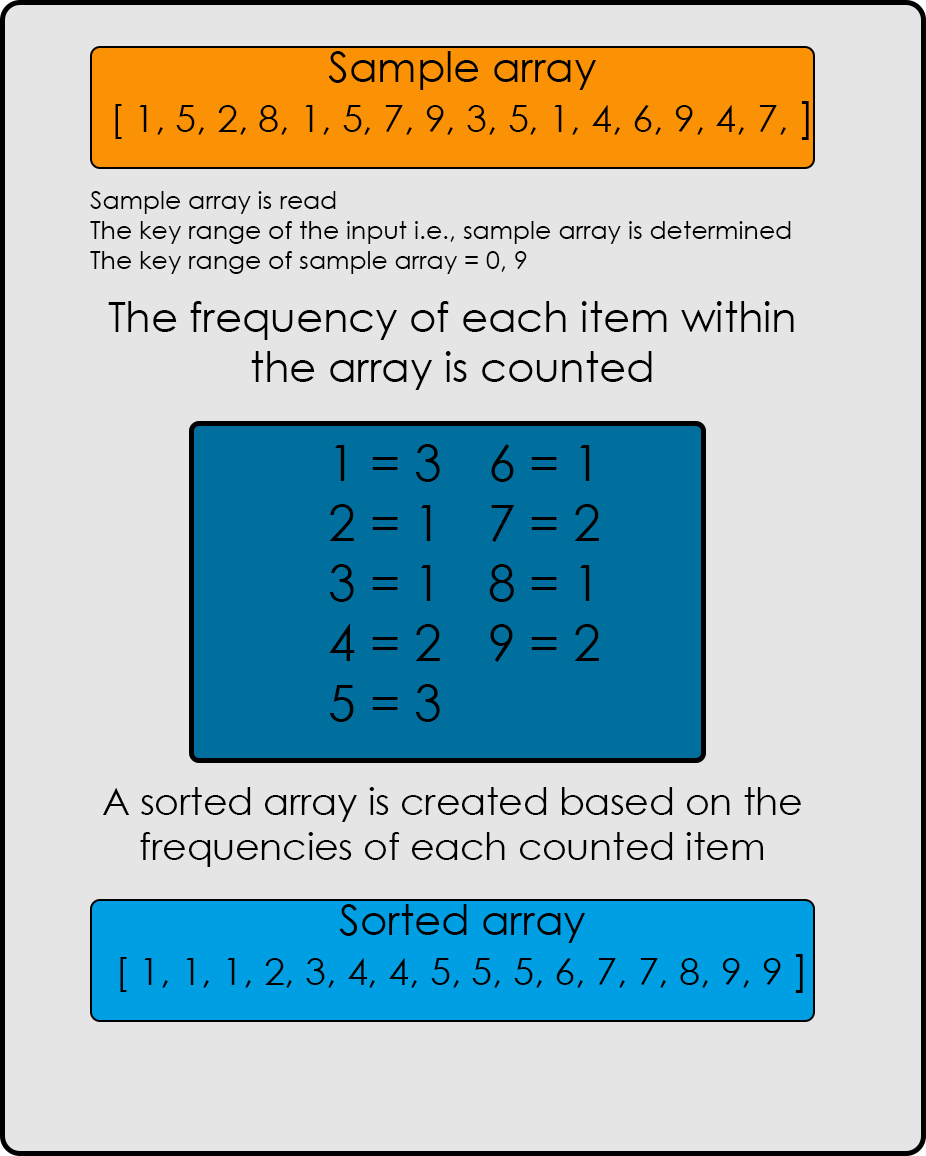 Sample array
[ 1, 5, 2, 8, 1, 5, 7, 9, 3, 5, 1, 4, 6, 9, 4, 7, ]
Sample array is read
The key range of the input i.e., sample array is determined
The key range of sample array = 0, 9
The frequency of each item within
the array is counted
1 = 3 6 = 1
2 = 1 7 = 2
3 = 1 8 = 1
4 = 2 9 = 2
5 = 3
A sorted array is created based on the
frequencies of each counted item
Sorted array
[ 1, 1, 1, 2, 3, 4, 4, 5, 5, 5, 6, 7, 7, 8, 9, 9 ]